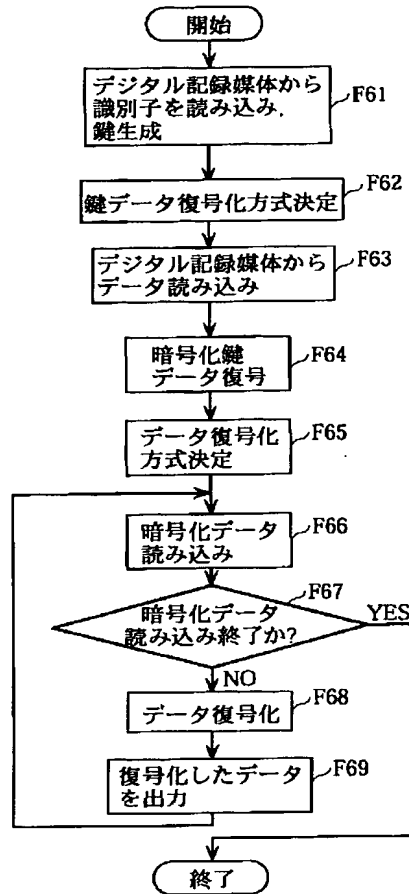 開始
デジタル記録媒体から
識別子を読み込み,
鍵生成
F61
鍵データ復号化方式決定
F62
デジタル記録媒体から
データ読み込み
F63
暗号化鍵
データ復号
F64
データ復号化
方式決定
F65
暗号化データ
読み込み
F66
暗号化データ
読み込み終了か?
F67
YES
NO
データ復号化
F68
復号化したデータ
を出力
F69
終了